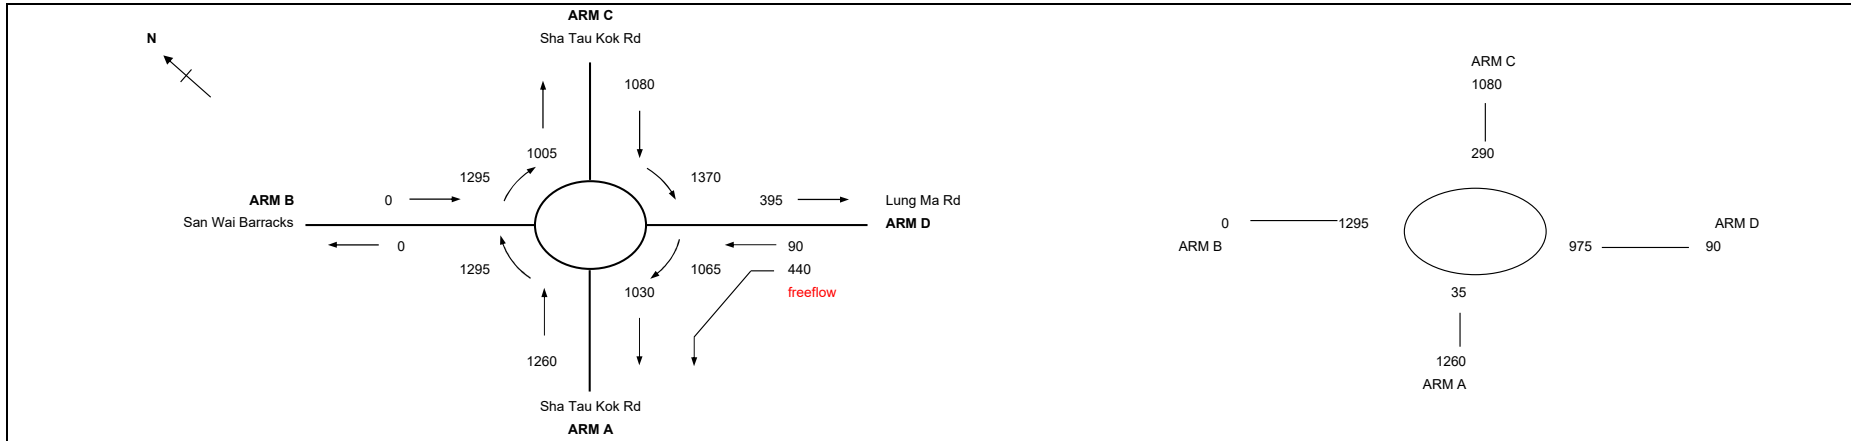 ARM C
Sha Tau Kok Rd
N
1080
1005
1295
1370
ARM B
0
395
Lung Ma Rd
San Wai Barracks
ARM D
0
90
1295
1065
440
1030
freeflow
1260
Sha Tau Kok Rd
ARM A
ARM C
1080
290
0
1295
ARM D
ARM B
975
90
35
1260
ARM A